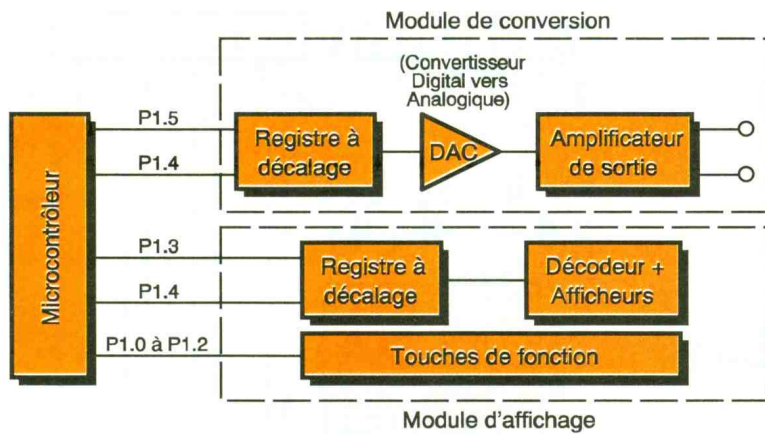 Module de conversion
(Convertisseur
Digital vers
Analogique)
P1.5
Registre à
décalage
DAC
Amplificateur
de sortie
P1.4
Microcontrôleur
P1.3
Registre à
décalage
Décodeur +
Afficheurs
P1.4
P1.0 à P1.2
Touches de fonction
Module d'affichage